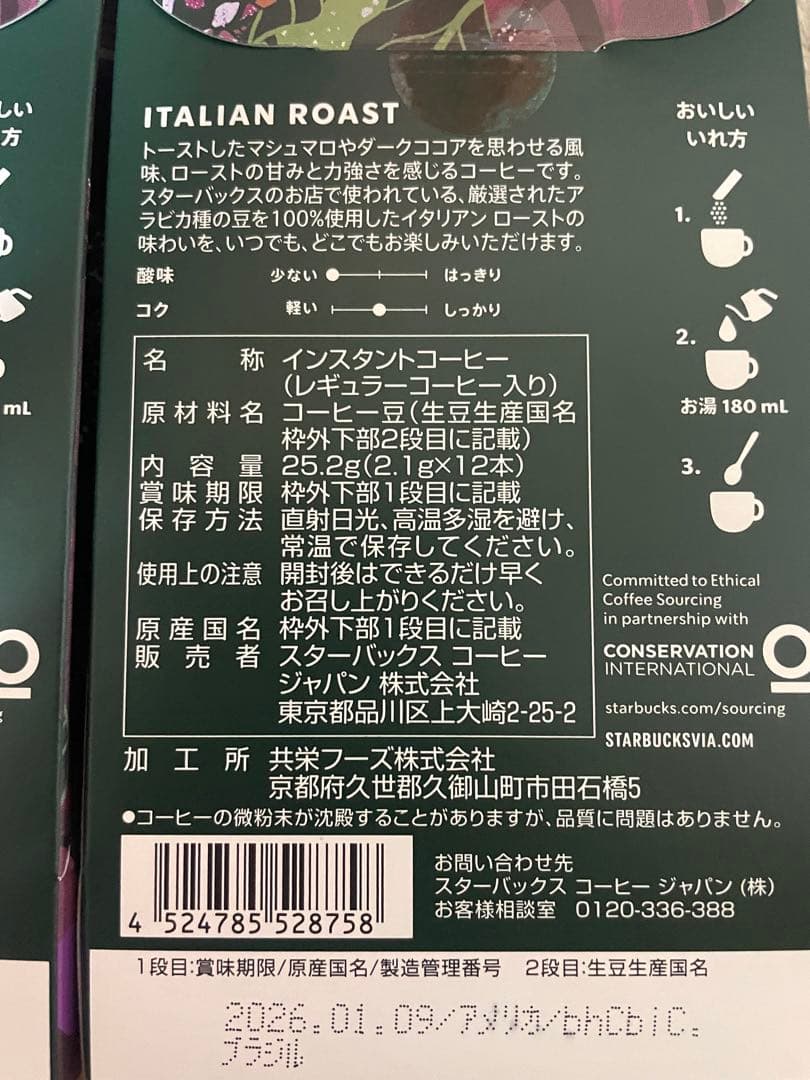 しい
方
mL
ITALIAN ROAST
トーストしたマシュマロやダークココアを思わせる風
味、ローストの甘みと力強さを感じるコーヒーです。
スターバックスのお店で使われている、厳選されたア
ラビカ種の豆を100%使用したイタリアン ローストの
味わいを、いつでも、どこでもお楽しみいただけます。
酸味 少ない はっきり
コク 軽い しっかり
おいしい
いれ方
1.
2.
お湯 180 mL
3.
名称 インスタントコーヒー
(レギュラーコーヒー入り)
原材料名 コーヒー豆(生豆生産国名
枠外下部2段目に記載)
内容量 25.2g(2.1g×12本)
賞味期限 枠外下部1段目に記載
保存方法 直射日光、高温多湿を避け、
常温で保存してください。
使用上の注意 開封後はできるだけ早く
お召し上がりください。
原産国名 枠外下部1段目に記載
販売者 スターバックス コーヒー
ジャパン 株式会社
東京都品川区上大崎2-25-2
Committed to Ethical
Coffee Sourcing
in partnership with
CONSERVATION
INTERNATIONAL
starbucks.com/sourcing
STARBUCKSVIA.COM
加工所 共栄フーズ株式会社
京都府久世郡久御山町市田石橋5
●コーヒーの微粉末が沈殿することがありますが、品質に問題はありません。
4 524785 528758
お問い合わせ先
スターバックス コーヒー ジャパン (株)
お客様相談室 0120-336-388
1段目:賞味期限/原産国名/製造管理番号 2段目:生豆生産国名
2026.01.09/アメリカ/bhCbiC.
ブラジル